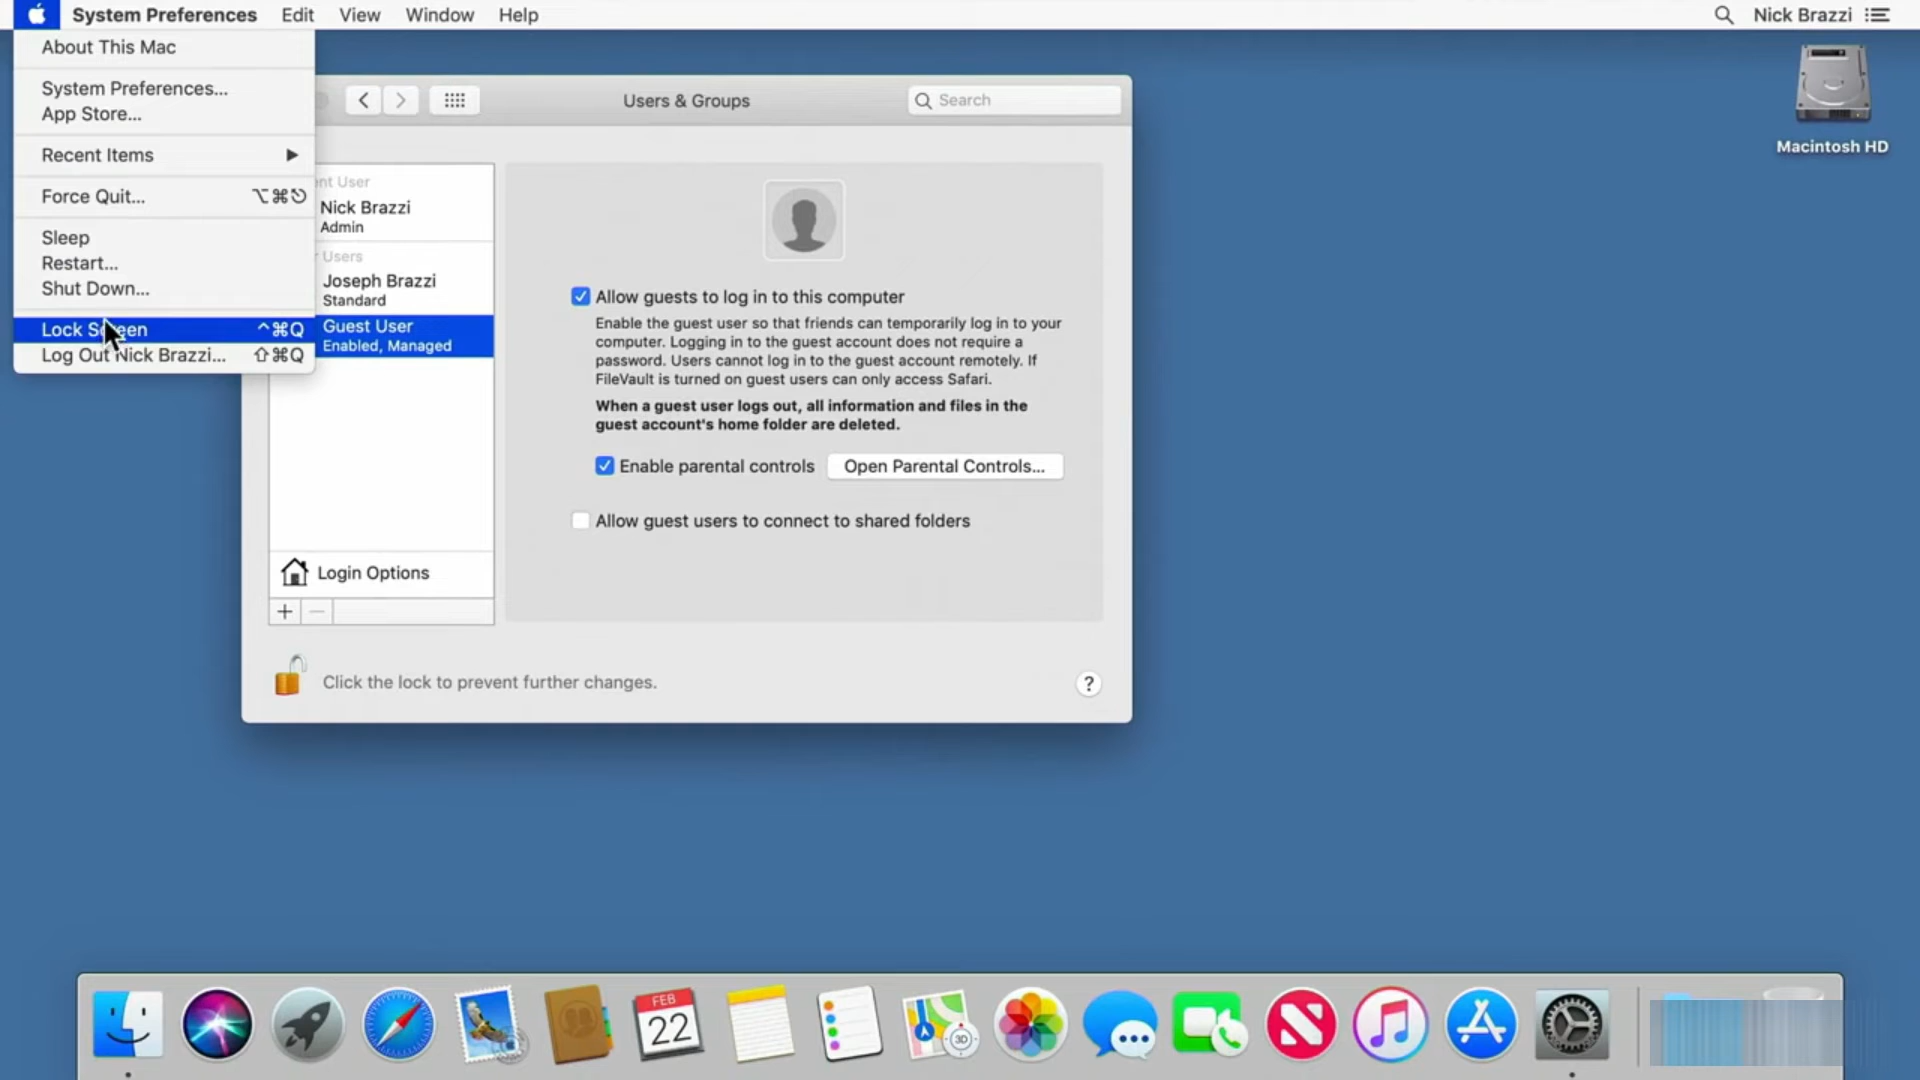 System Preferences Edit View Window Help
Nick Brazzi
About This Mac
System Preferences...
App Store...
Recent Items
Force Quit... ⌥⌘⎋
Sleep
Restart...
Shut Down...
Lock Screen ^⌘Q
Log Out Nick Brazzi... ⇧⌘Q
Users & Groups
Search
nt User
Nick Brazzi
Admin
r Users
Joseph Brazzi
Standard
Guest User
Enabled, Managed
Login Options
Allow guests to log in to this computer
Enable the guest user so that friends can temporarily log in to your
computer. Logging in to the guest account does not require a
password. Users cannot log in to the guest account remotely. If
FileVault is turned on guest users can only access Safari.
When a guest user logs out, all information and files in the
guest account's home folder are deleted.
Enable parental controls
Open Parental Controls...
Allow guest users to connect to shared folders
Click the lock to prevent further changes.
?
Macintosh HD
FEB
22
3D